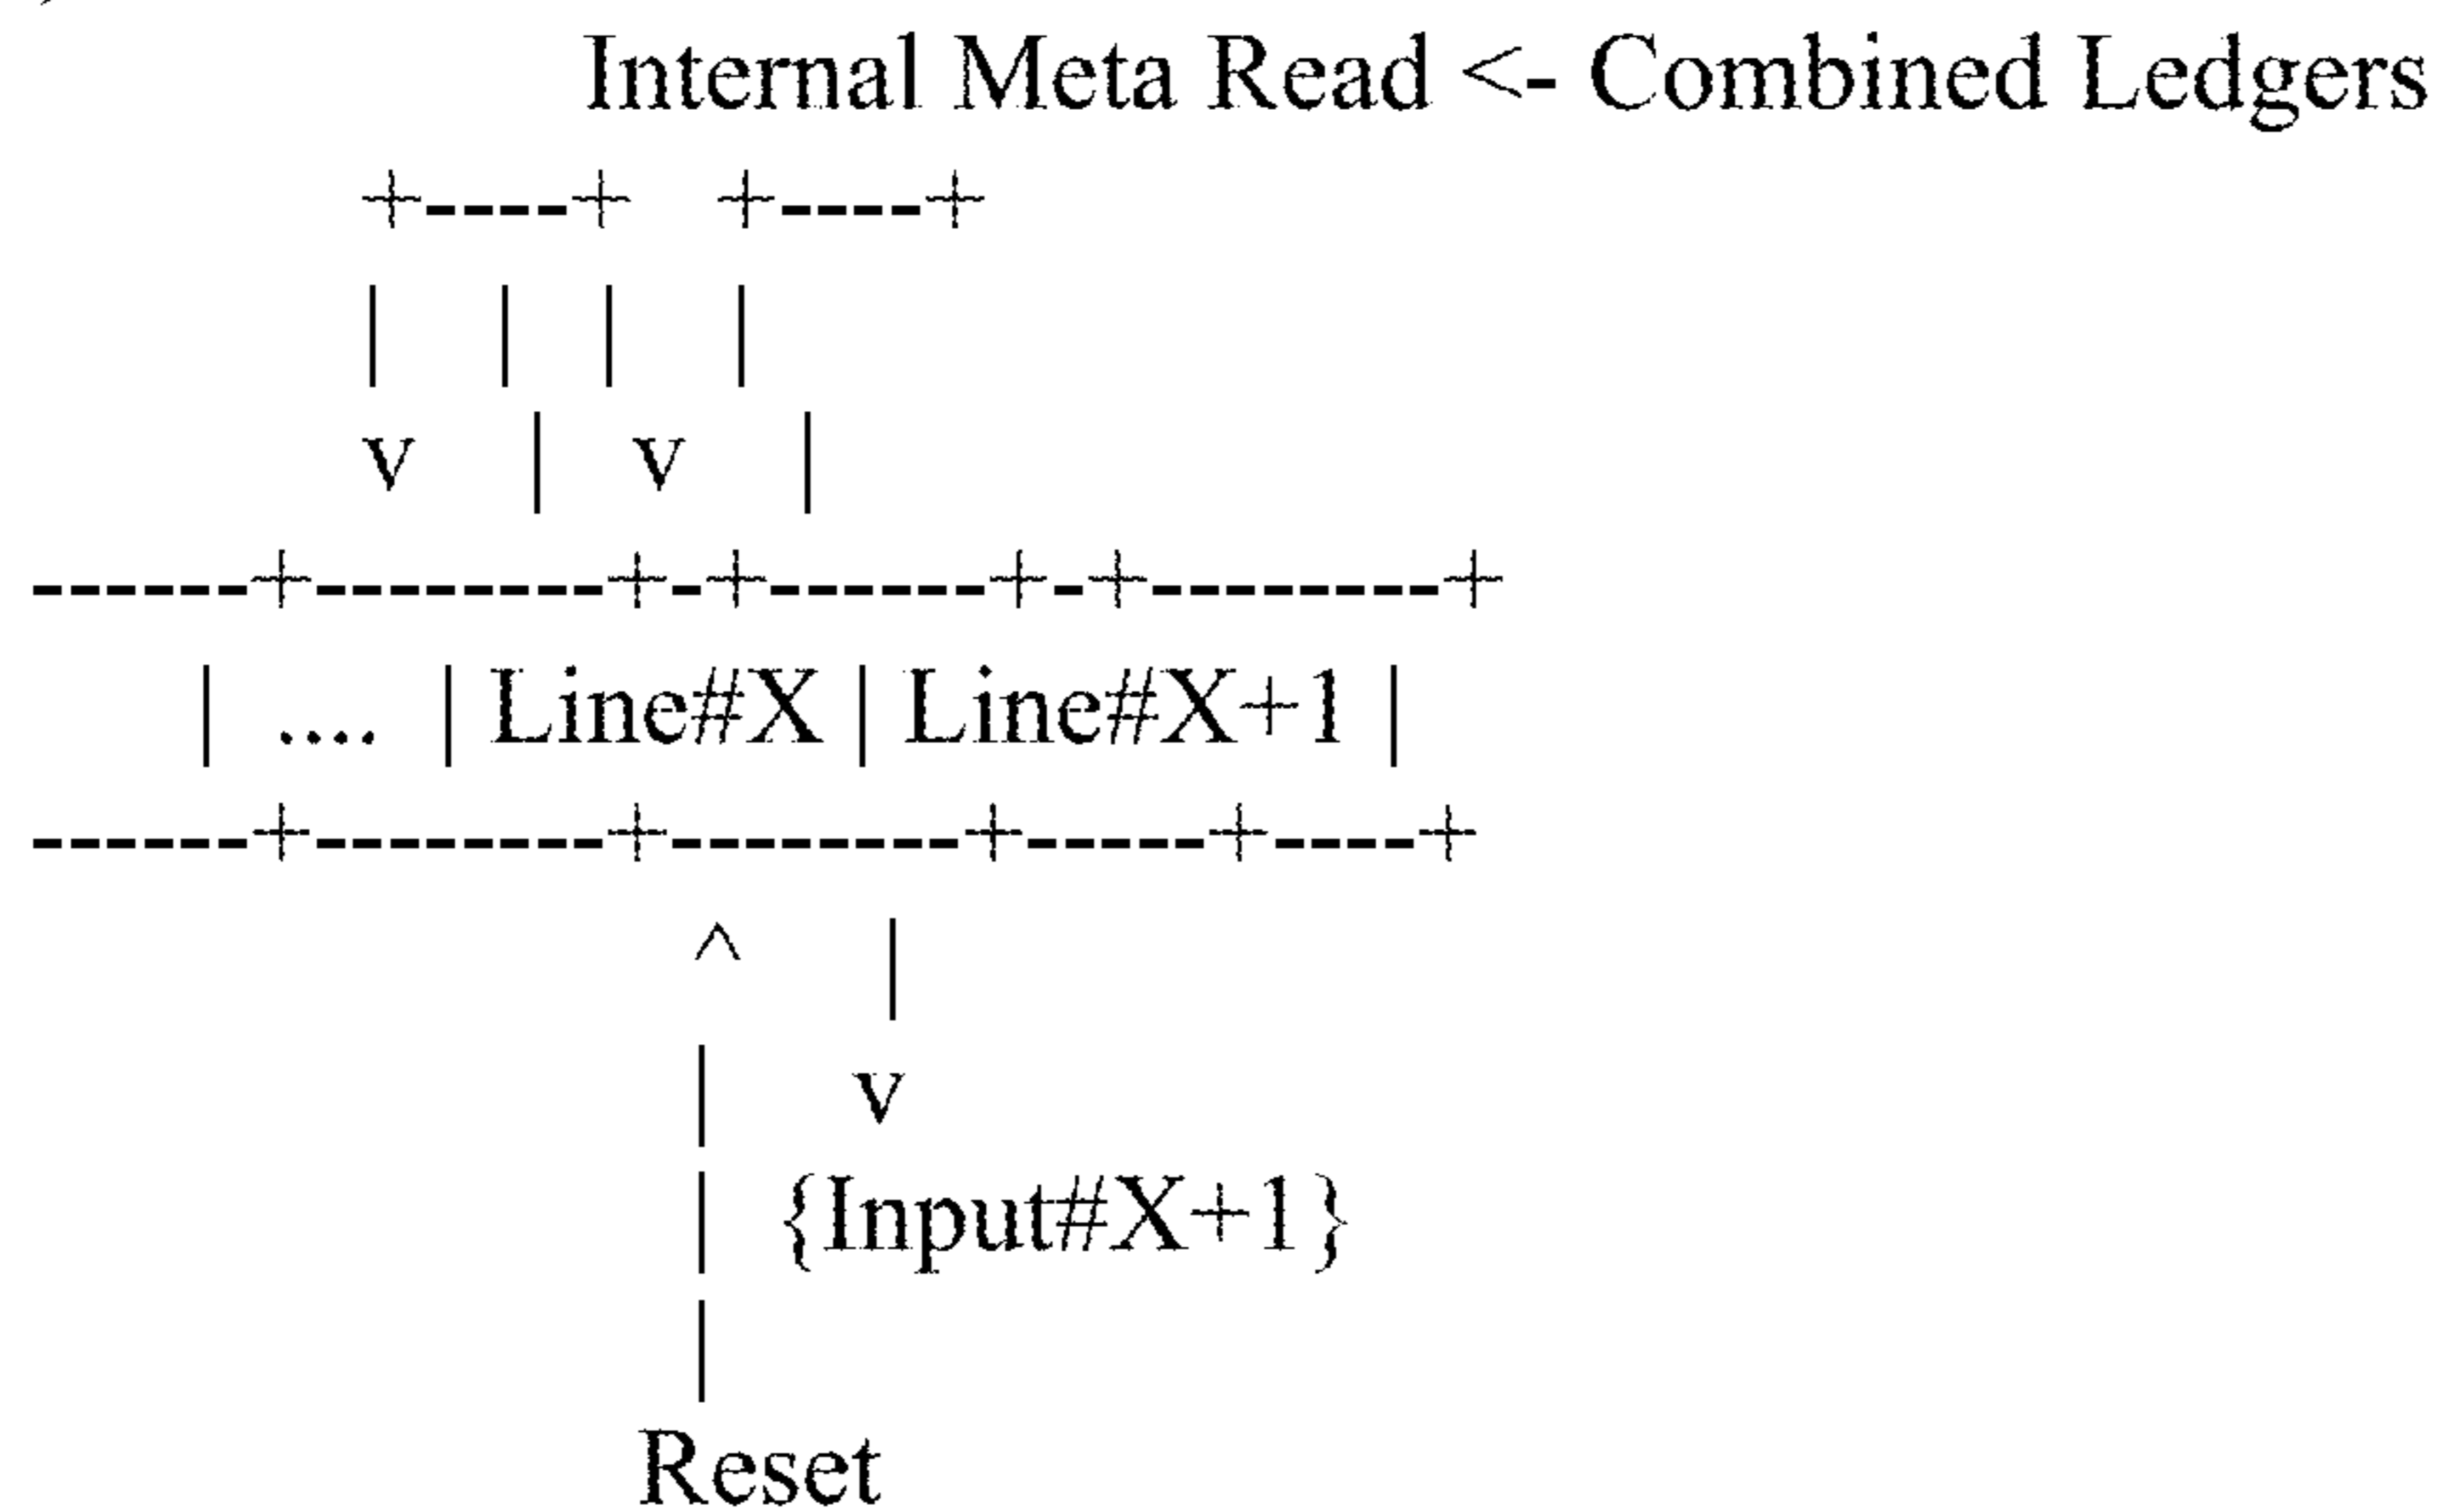 Internal Meta Read <- Combined Ledgers
+----+ +----+
| | | |
v | v |
------+--------+-+------+-+--------+
| .... | Line#X | Line#X+1 |
------+--------+--------+-----+----+
^ |
| v
| {Input#X+1}
|
Reset